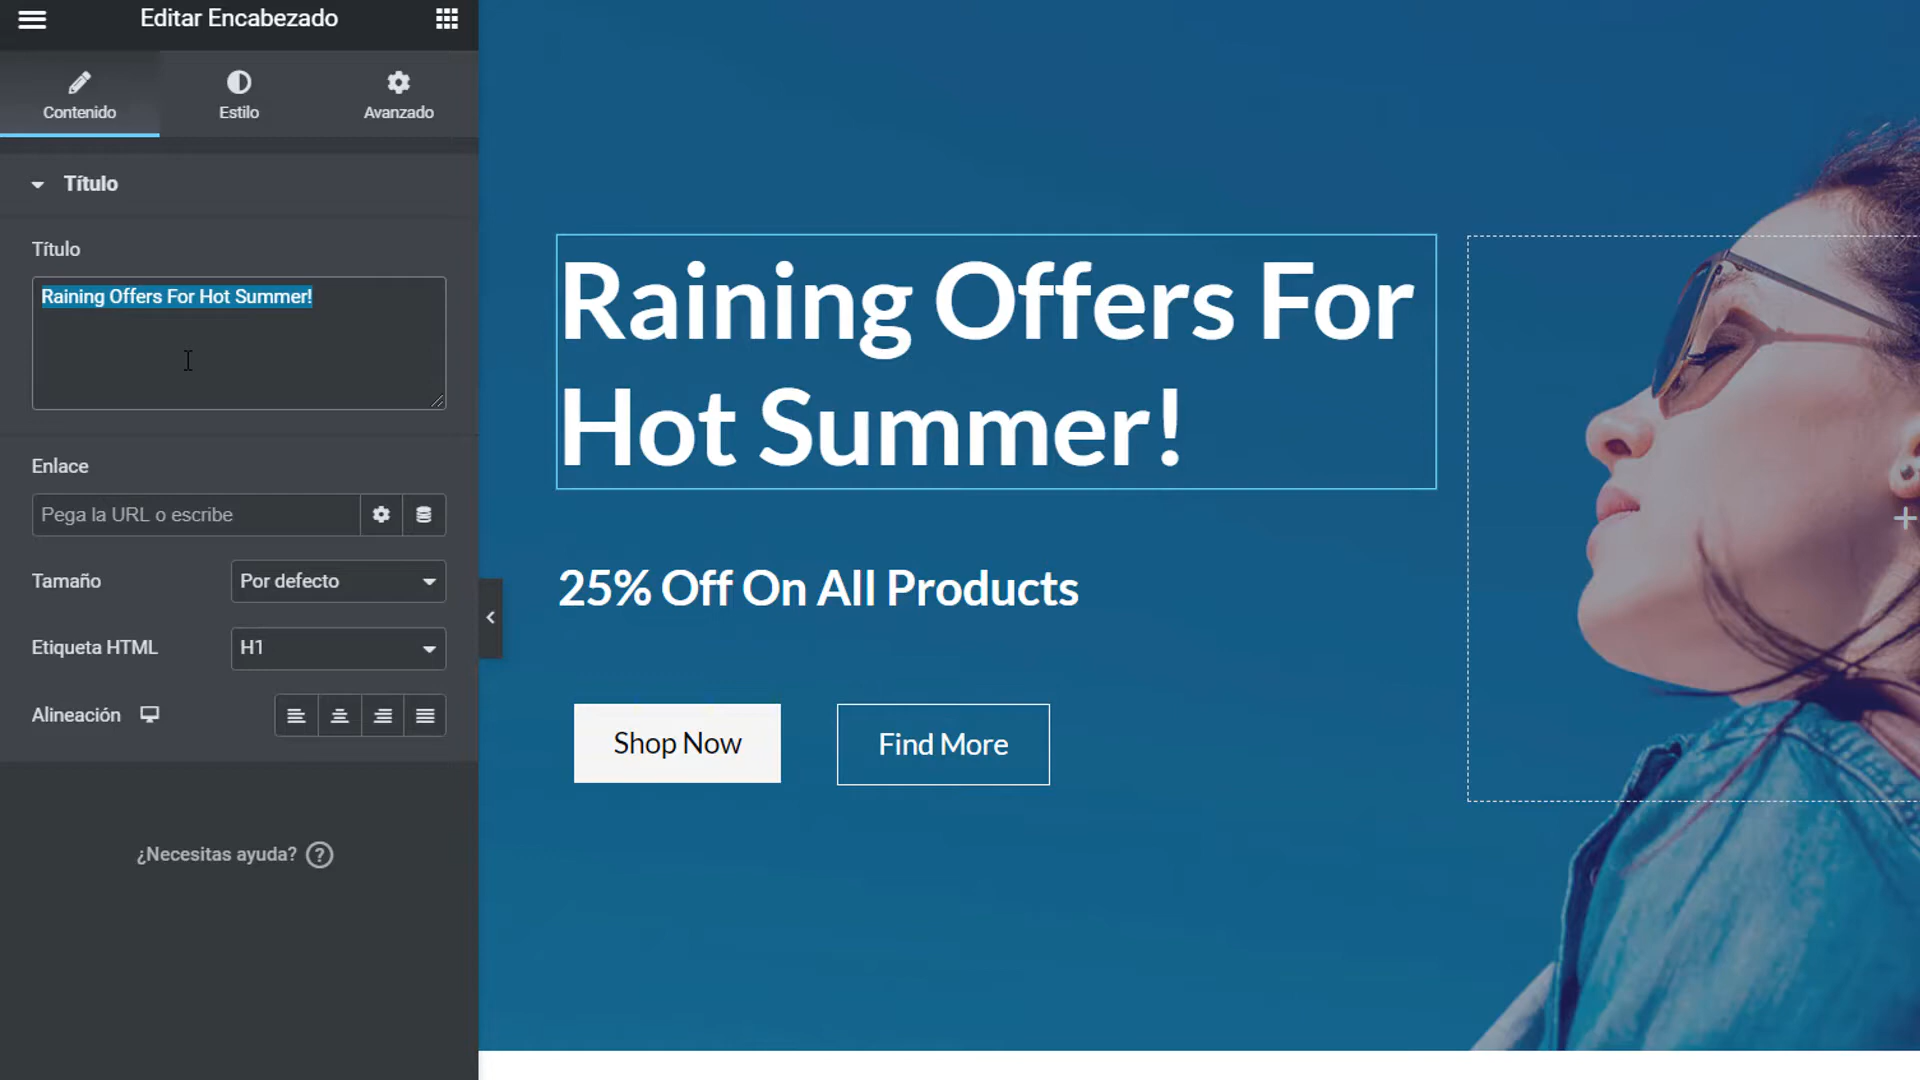 Editar Encabezado
Contenido
Estilo
Avanzado
Título
Título
Raining Offers For Hot Summer!
Enlace
Pega la URL o escribe
Tamaño
Por defecto
Etiqueta HTML
H1
Alineación
¿Necesitas ayuda? ?
Raining Offers For
Hot Summer!
25% Off On All Products
Shop Now
Find More